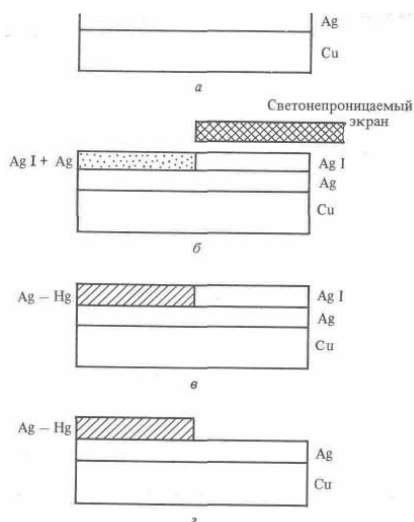 Ag
Cu
а
Светонепроницаемый
экран
Ag I + Ag
Ag I
Ag
Cu
б
Ag – Hg
Ag I
Ag
Cu
в
Ag – Hg
Ag
Cu
г